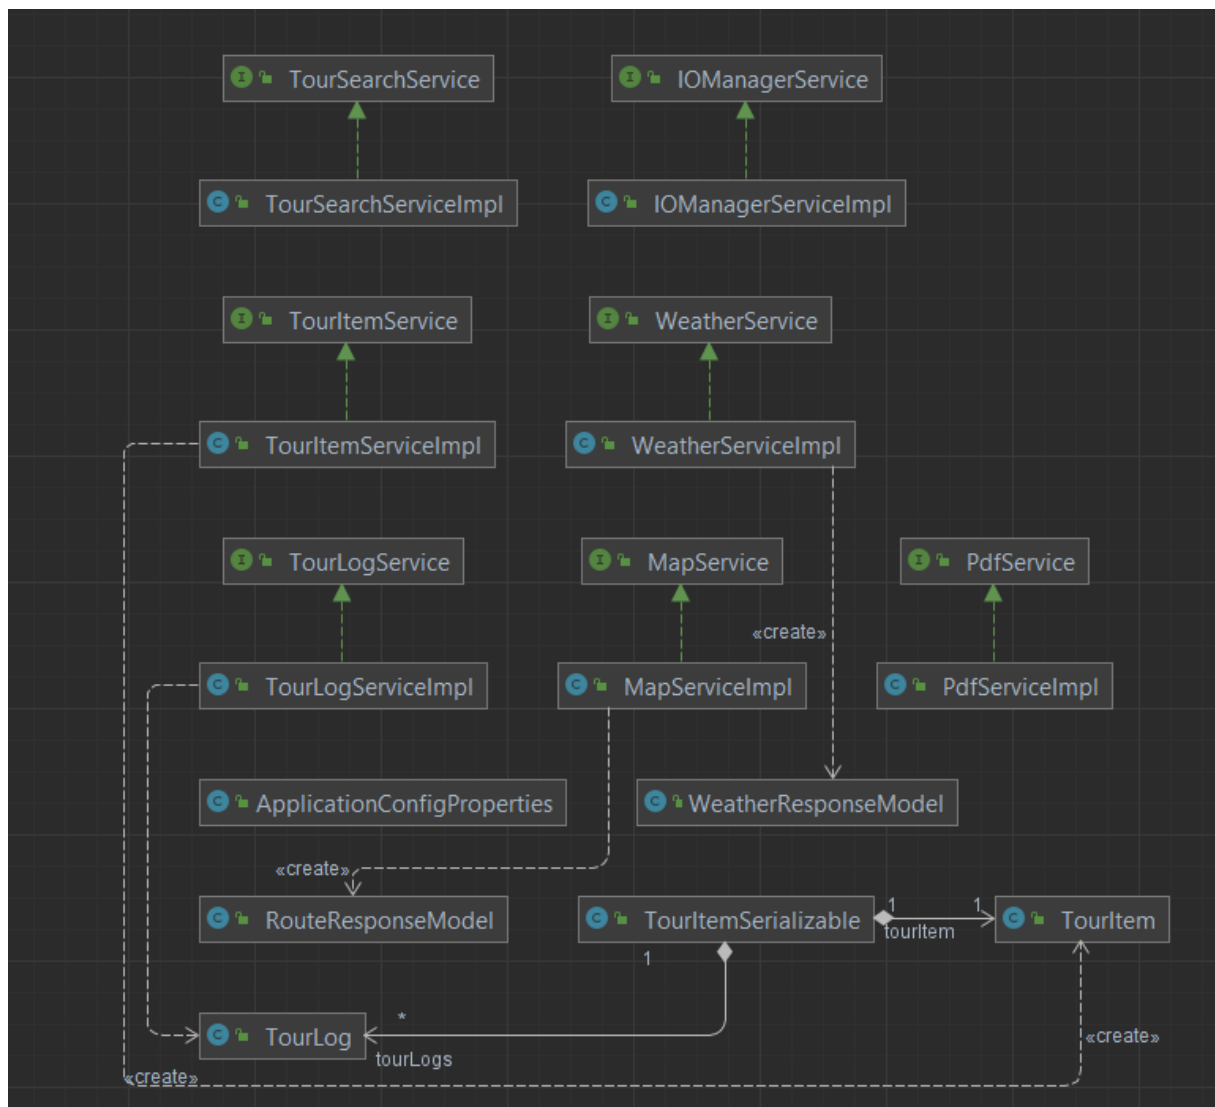 TourSearchService
IOManagerService
TourSearchServiceImpl
IOManagerServiceImpl
TourItemService
WeatherService
TourItemServiceImpl
WeatherServiceImpl
TourLogService
MapService
PdfService
«create»
TourLogServiceImpl
MapServiceImpl
PdfServiceImpl
ApplicationConfigProperties
WeatherResponseModel
«create»
RouteResponseModel
TourItemSerializable
1
1
tourItem
TourItem
1
*
TourLog
tourLogs
«create»
«create»